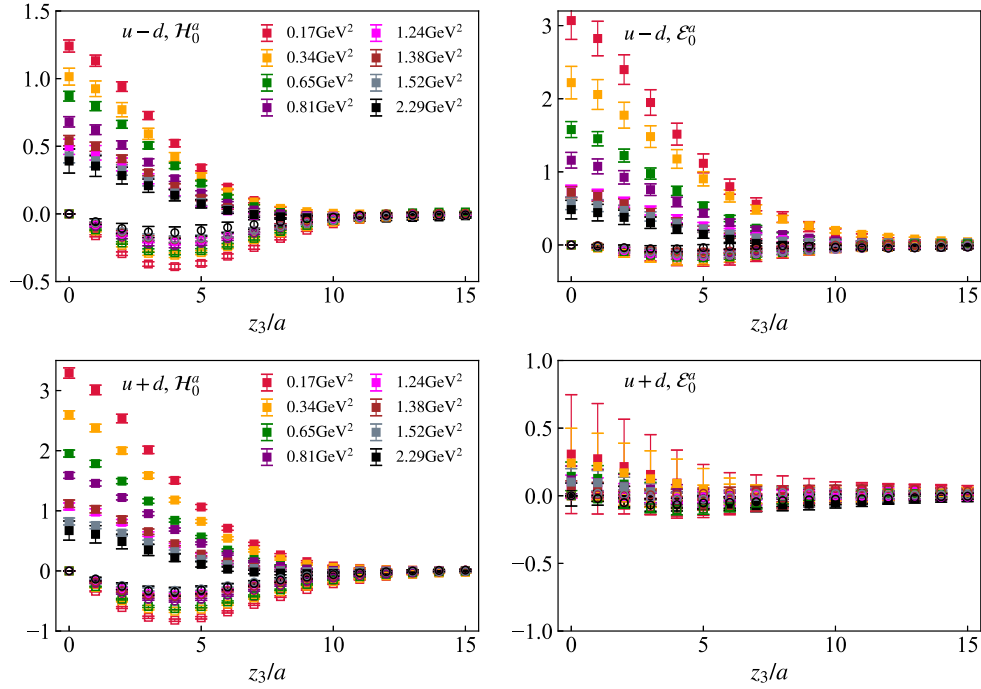 u − d, ℋ₀ᵃ
0.17GeV² 1.24GeV²
0.34GeV² 1.38GeV²
0.65GeV² 1.52GeV²
0.81GeV² 2.29GeV²
1.5
1.0
0.5
0.0
−0.5
0 5 10 15
z₃/a
u − d, ℰ₀ᵃ
3
2
1
0
0 5 10 15
z₃/a
u + d, ℋ₀ᵃ
0.17GeV² 1.24GeV²
0.34GeV² 1.38GeV²
0.65GeV² 1.52GeV²
0.81GeV² 2.29GeV²
3
2
1
0
−1
0 5 10 15
z₃/a
u + d, ℰ₀ᵃ
1.0
0.5
0.0
−0.5
−1.0
0 5 10 15
z₃/a